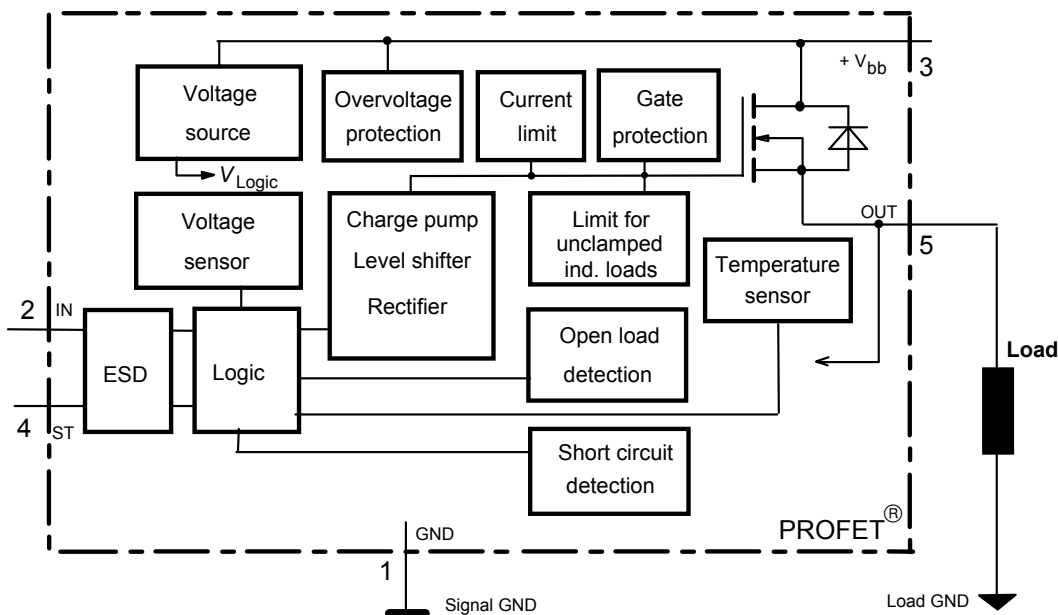 + Vbb
3
Voltage
source
Overvoltage
protection
Current
limit
Gate
protection
VLogic
Voltage
sensor
Charge pump
Level shifter
Rectifier
Limit for
unclamped
ind. loads
OUT
5
Temperature
sensor
2
IN
ESD
Logic
Open load
detection
Load
4
ST
Short circuit
detection
PROFET®
GND
1
Signal GND
Load GND